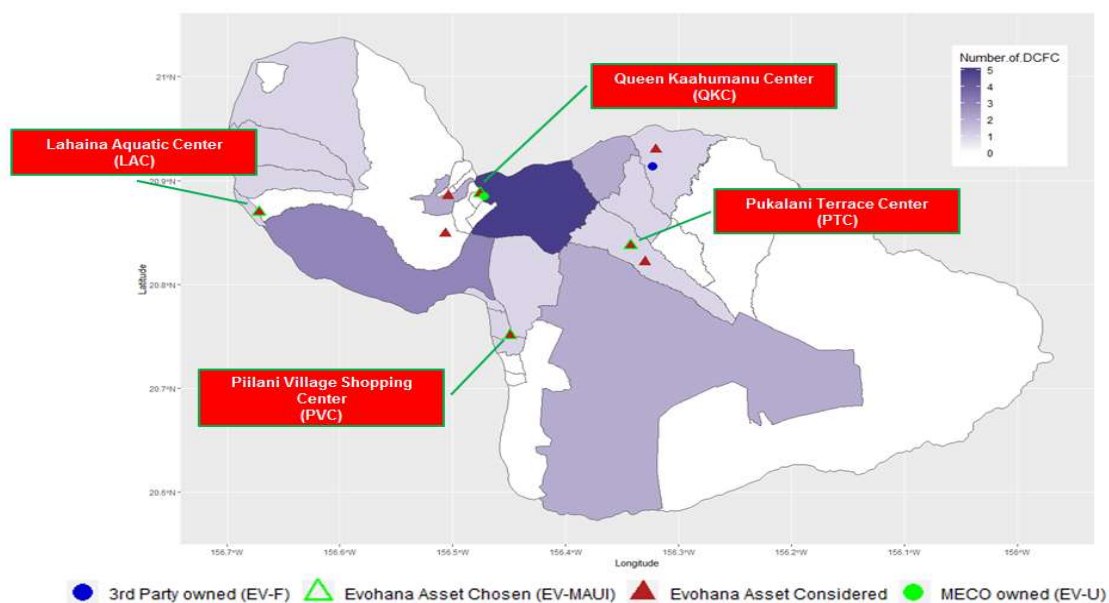 Queen Kaahumanu Center
(QKC)
Number.of.DCFC
5
4
3
2
1
0
Lahaina Aquatic Center
(LAC)
Pukalani Terrace Center
(PTC)
Piilani Village Shopping
Center
(PVC)
21°N
20.9°N
20.8°N
20.7°N
20.6°N
Latitude
156.7°W
156.6°W
156.5°W
156.4°W
156.3°W
156.2°W
156.1°W
156°W
Longitude
3rd Party owned (EV-F)
Evohana Asset Chosen (EV-MAUI)
Evohana Asset Considered
MECO owned (EV-U)